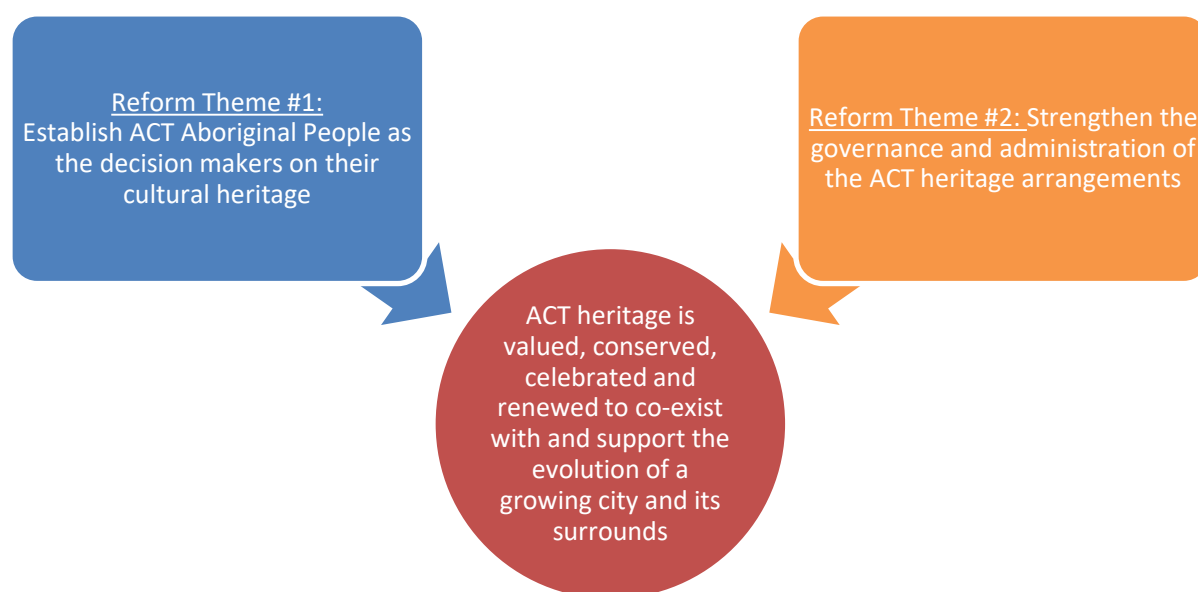 Reform Theme #1:
Establish ACT Aboriginal People as
the decision makers on their
cultural heritage
Reform Theme #2: Strengthen the
governance and administration of
the ACT heritage arrangements
ACT heritage is
valued, conserved,
celebrated and
renewed to co-exist
with and support the
evolution of a
growing city and its
surrounds